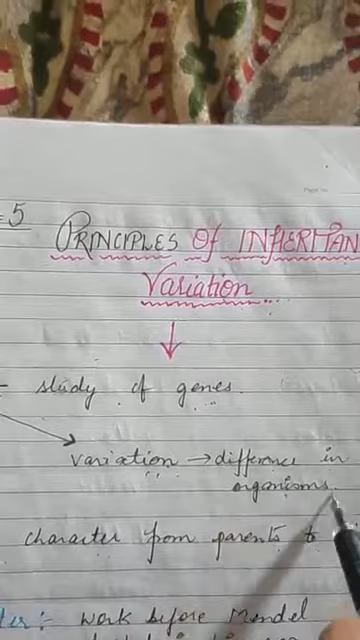 5
PRINCIPLES Of INHERITAN
Variation
study of genes.
variation → difference in
organisms.
character from parents to
ter:- Work before Mendel